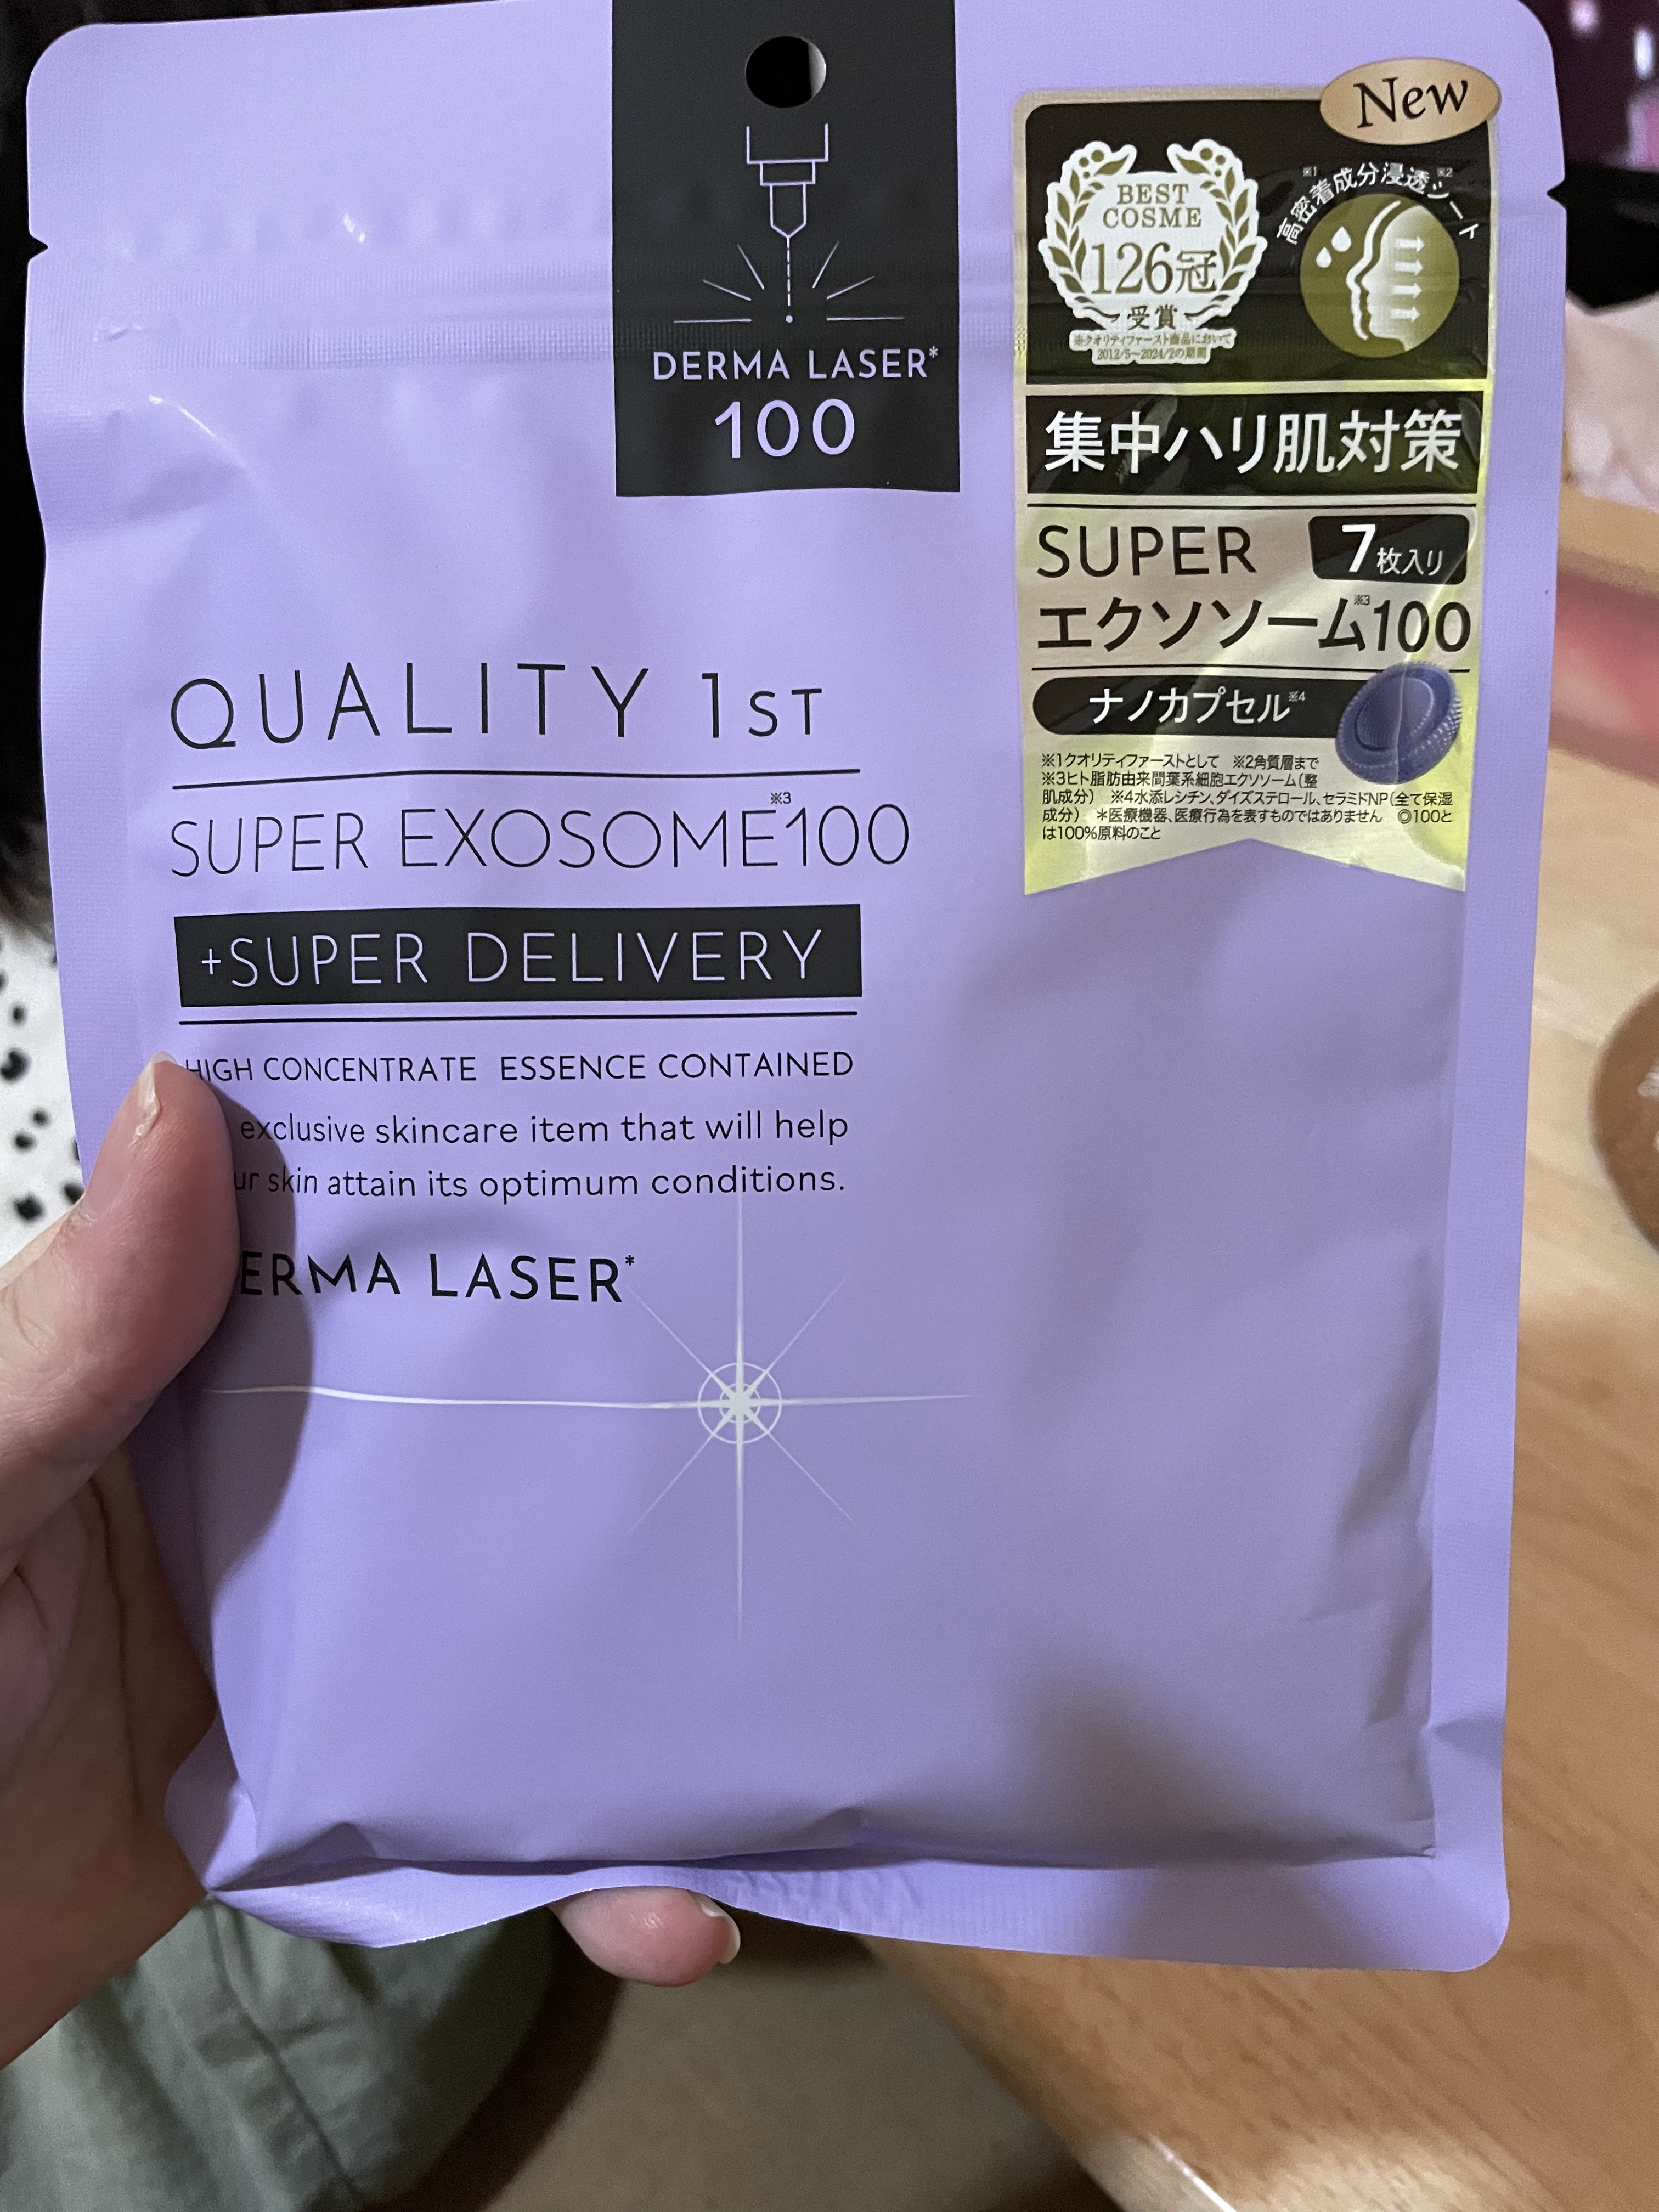 DERMA LASER*
100
New
BEST
COSME
126冠
受賞
※クオリティファースト商品において
2012/5〜2024/2の期間
高密着※1成分浸透※2シート
集中ハリ肌対策
SUPER 7枚入り
エクソソーム※3100
ナノカプセル※4
※1クオリティファーストとして ※2角質層まで
※3ヒト脂肪由来間葉系細胞エクソソーム(整
肌成分) ※4水添レシチン、ダイズステロール、セラミドNP(全て保湿
成分) *医療機器、医療行為を表すものではありません ◎100と
は100%原料のこと
QUALITY 1ST
SUPER EXOSOME※3100
+SUPER DELIVERY
HIGH CONCENTRATE ESSENCE CONTAINED
exclusive skincare item that will help
skin attain its optimum conditions.
LASER*